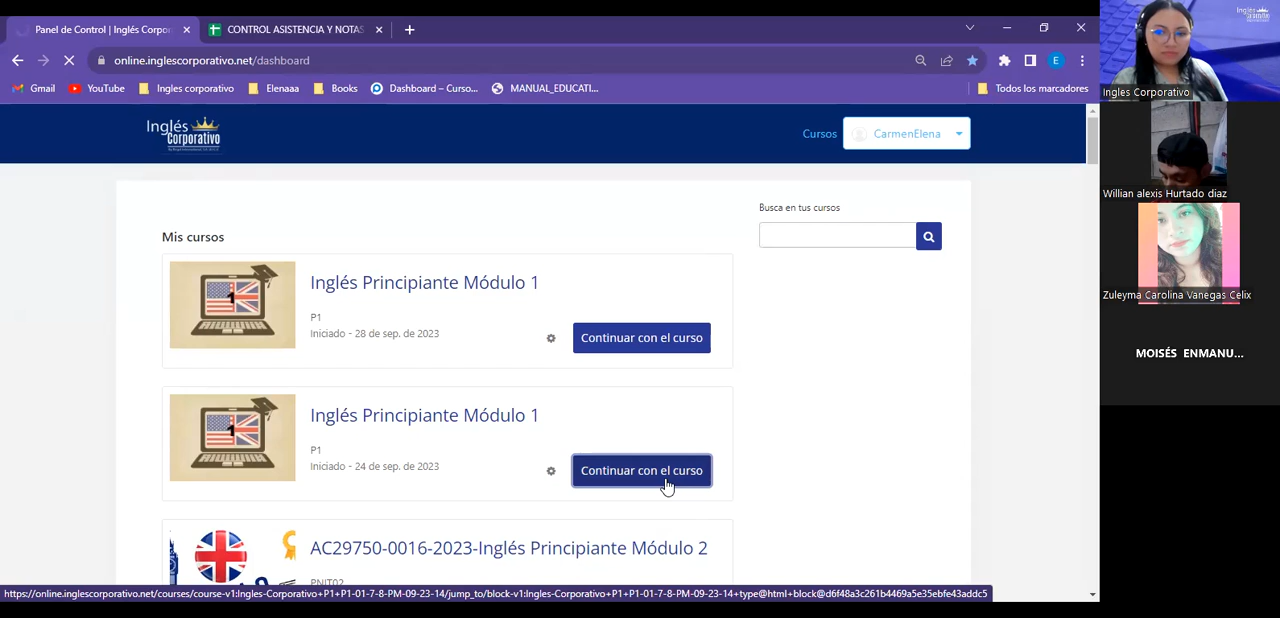 Panel de Control | Inglés Corpor
CONTROL ASISTENCIA Y NOTAS
online.inglescorporativo.net/dashboard
E
Gmail
YouTube
Ingles corporativo
Elenaaa
Books
Dashboard – Curso...
MANUAL_EDUCATI...
Todos los marcadores
Inglés
Corporativo
Cursos
CarmenElena
Busca en tus cursos
Mis cursos
1
Inglés Principiante Módulo 1
P1
Iniciado - 28 de sep. de 2023
Continuar con el curso
1
Inglés Principiante Módulo 1
P1
Iniciado - 24 de sep. de 2023
Continuar con el curso
AC29750-0016-2023-Inglés Principiante Módulo 2
PNIT02
https://online.inglescorporativo.net/courses/course-v1:Ingles-Corporativo+P1+P1-01-7-8-PM-09-23-14/jump_to/block-v1:Ingles-Corporativo+P1+P1-01-7-8-PM-09-23-14+type@html+block@d6f48a3c261b4469a5e35ebfe43addc5
Inglés
Ingles Corporativo
Willian alexis Hurtado diaz
Zuleyma Carolina Vanegas Celix
MOISÉS ENMANU...